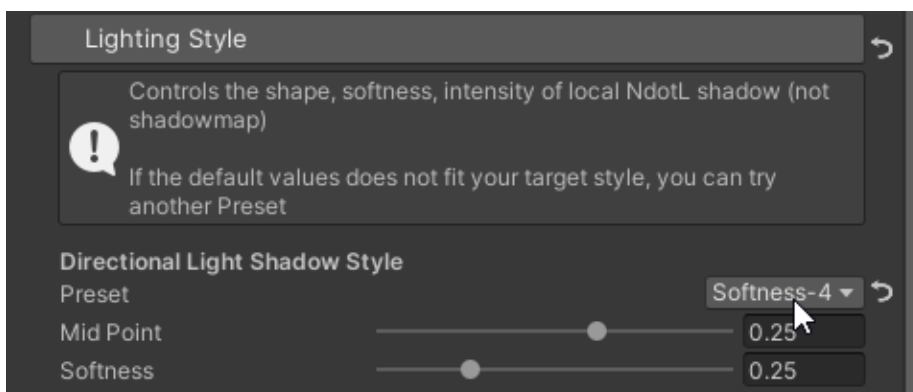 Lighting Style
Controls the shape, softness, intensity of local NdotL shadow (not
shadowmap)
If the default values does not fit your target style, you can try
another Preset
Directional Light Shadow Style
Preset Softness-4
Mid Point 0.25
Softness 0.25